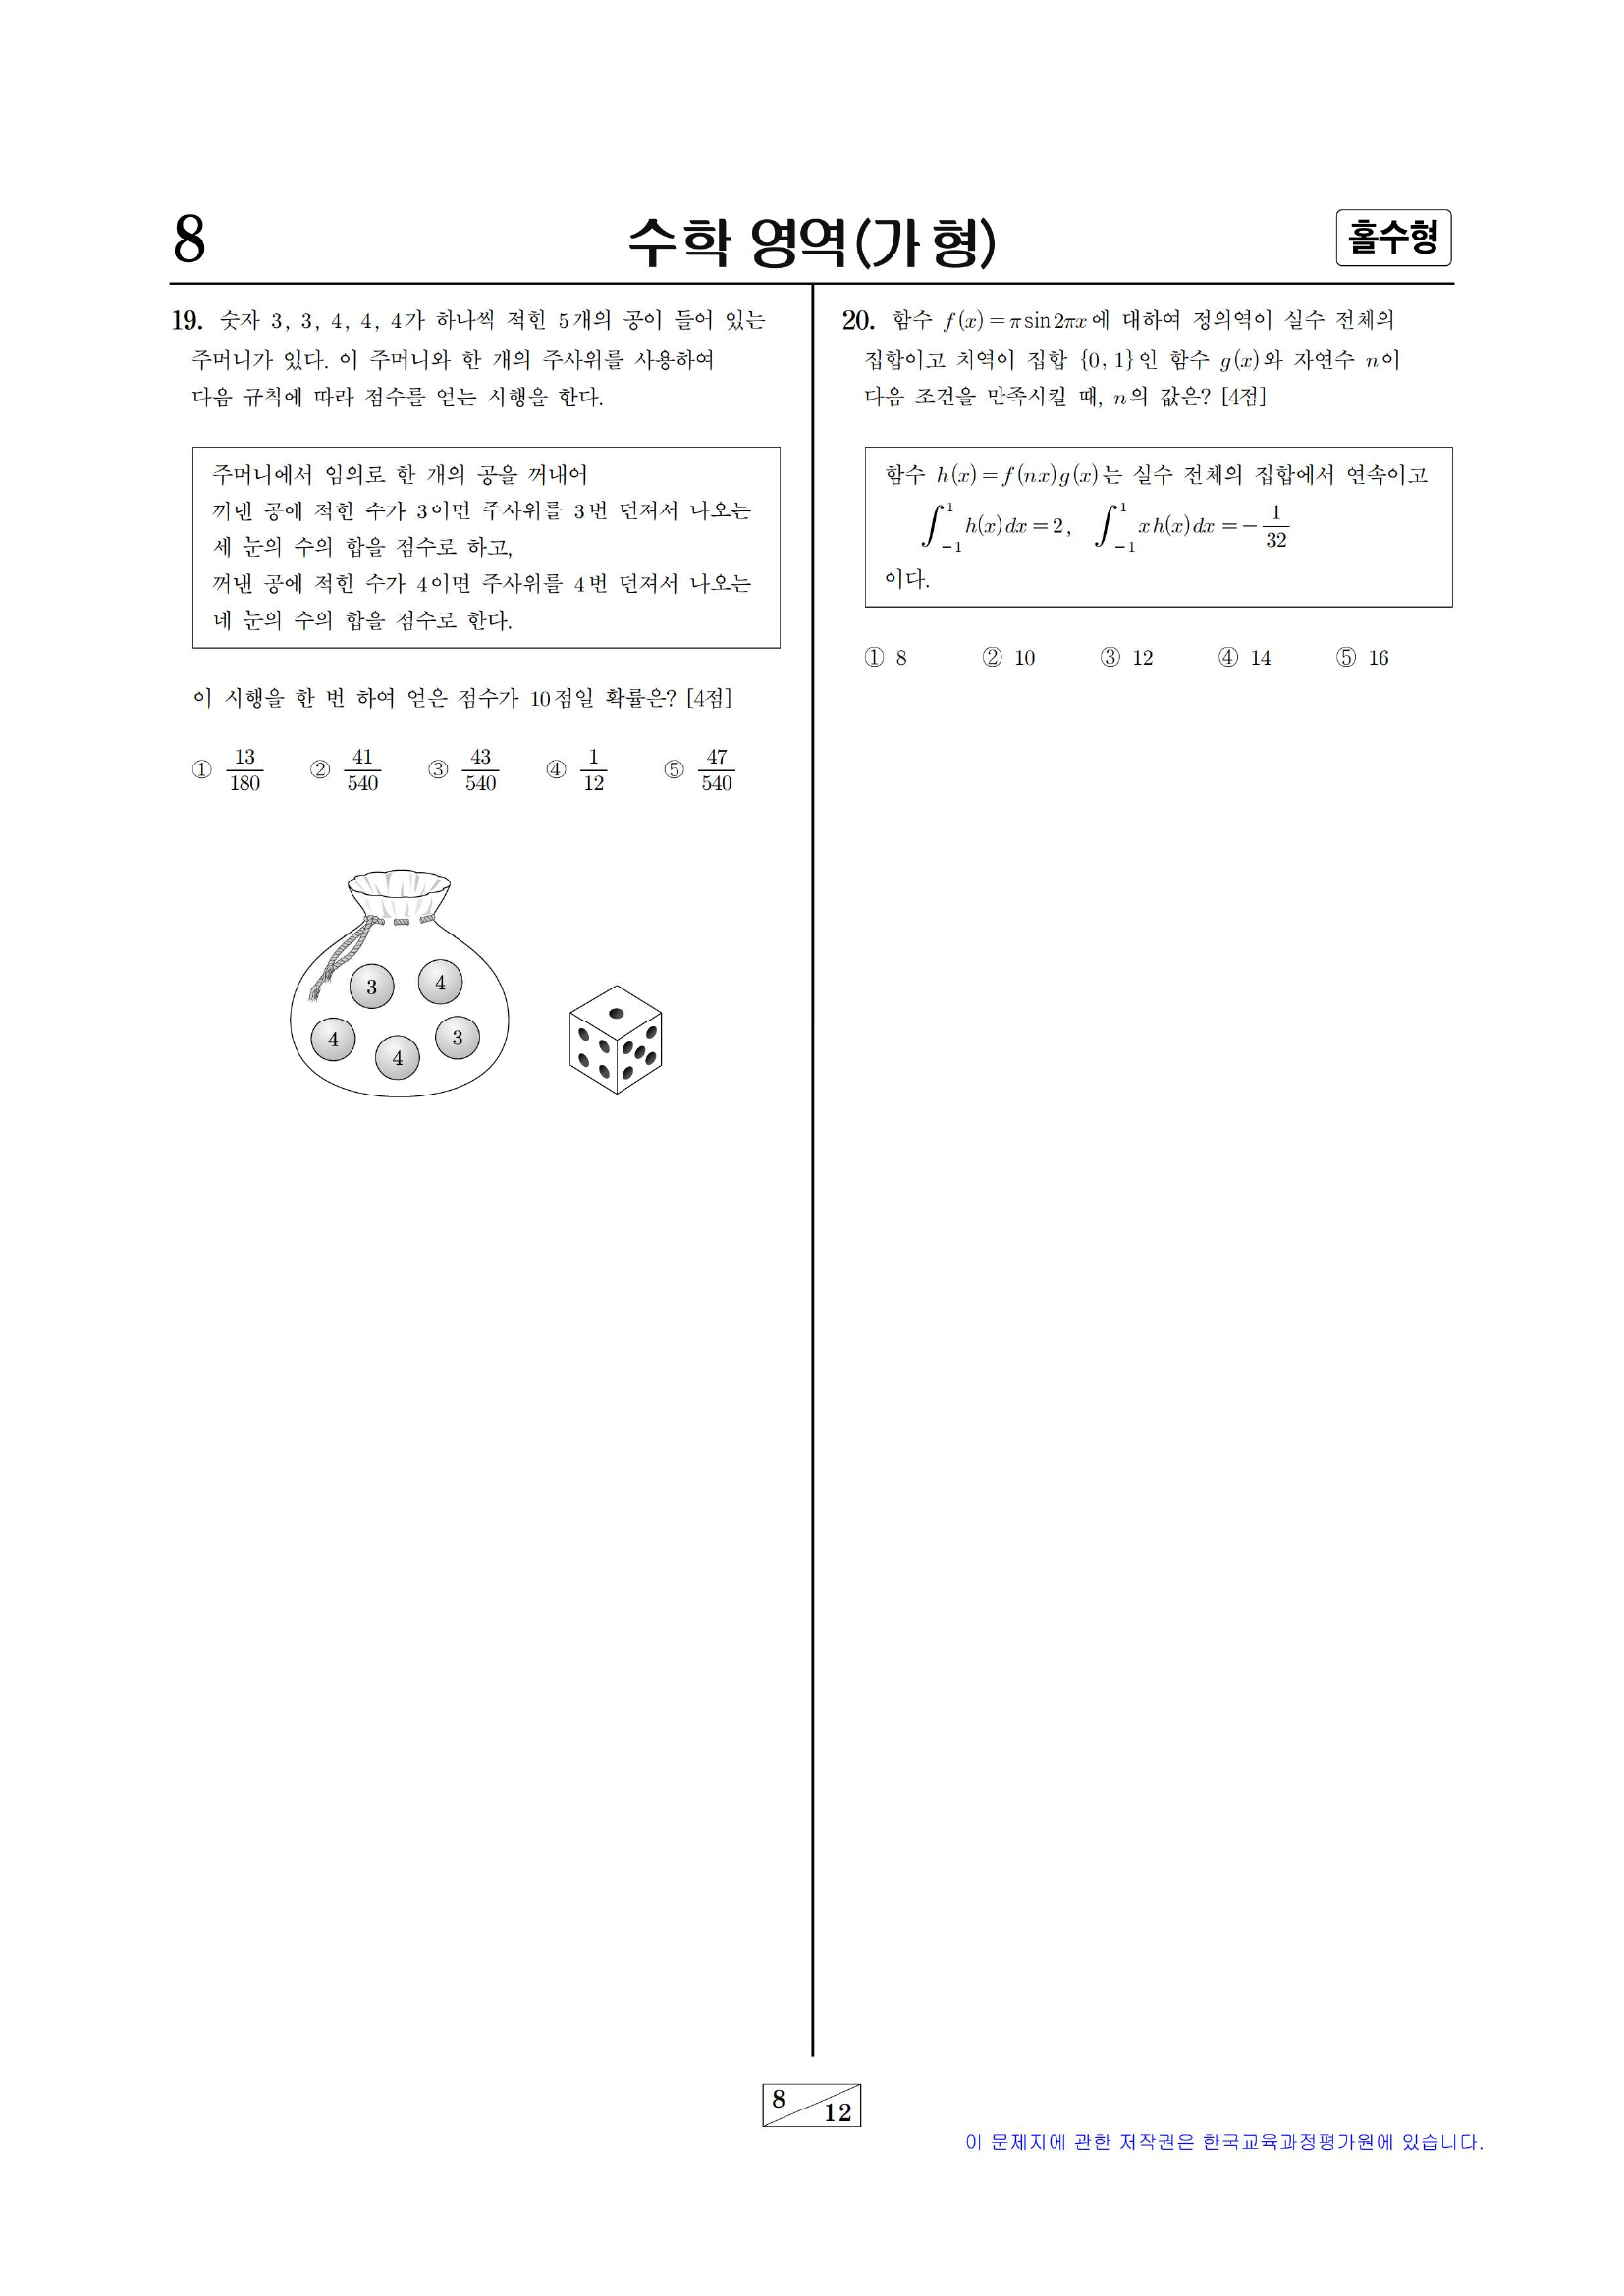 8
수학 영역(가 형)
홀수형
19. 숫자 3, 3, 4, 4, 4가 하나씩 적힌 5개의 공이 들어 있는
주머니가 있다. 이 주머니와 한 개의 주사위를 사용하여
다음 규칙에 따라 점수를 얻는 시행을 한다.
주머니에서 임의로 한 개의 공을 꺼내어
꺼낸 공에 적힌 수가 3이면 주사위를 3번 던져서 나오는
세 눈의 수의 합을 점수로 하고,
꺼낸 공에 적힌 수가 4이면 주사위를 4번 던져서 나오는
네 눈의 수의 합을 점수로 한다.
이 시행을 한 번 하여 얻은 점수가 10점일 확률은? [4점]
① 13/180 ② 41/540 ③ 43/540 ④ 1/12 ⑤ 47/540
3 4
4 4 3
20. 함수 f(x)=π sin2πx에 대하여 정의역이 실수 전체의
집합이고 치역이 집합 {0, 1}인 함수 g(x)와 자연수 n이
다음 조건을 만족시킬 때, n의 값은? [4점]
함수 h(x)=f(nx)g(x)는 실수 전체의 집합에서 연속이고
∫_{-1}^{1} h(x)dx=2, ∫_{-1}^{1} xh(x)dx=-1/32
이다.
① 8 ② 10 ③ 12 ④ 14 ⑤ 16
8
12
이 문제지에 관한 저작권은 한국교육과정평가원에 있습니다.